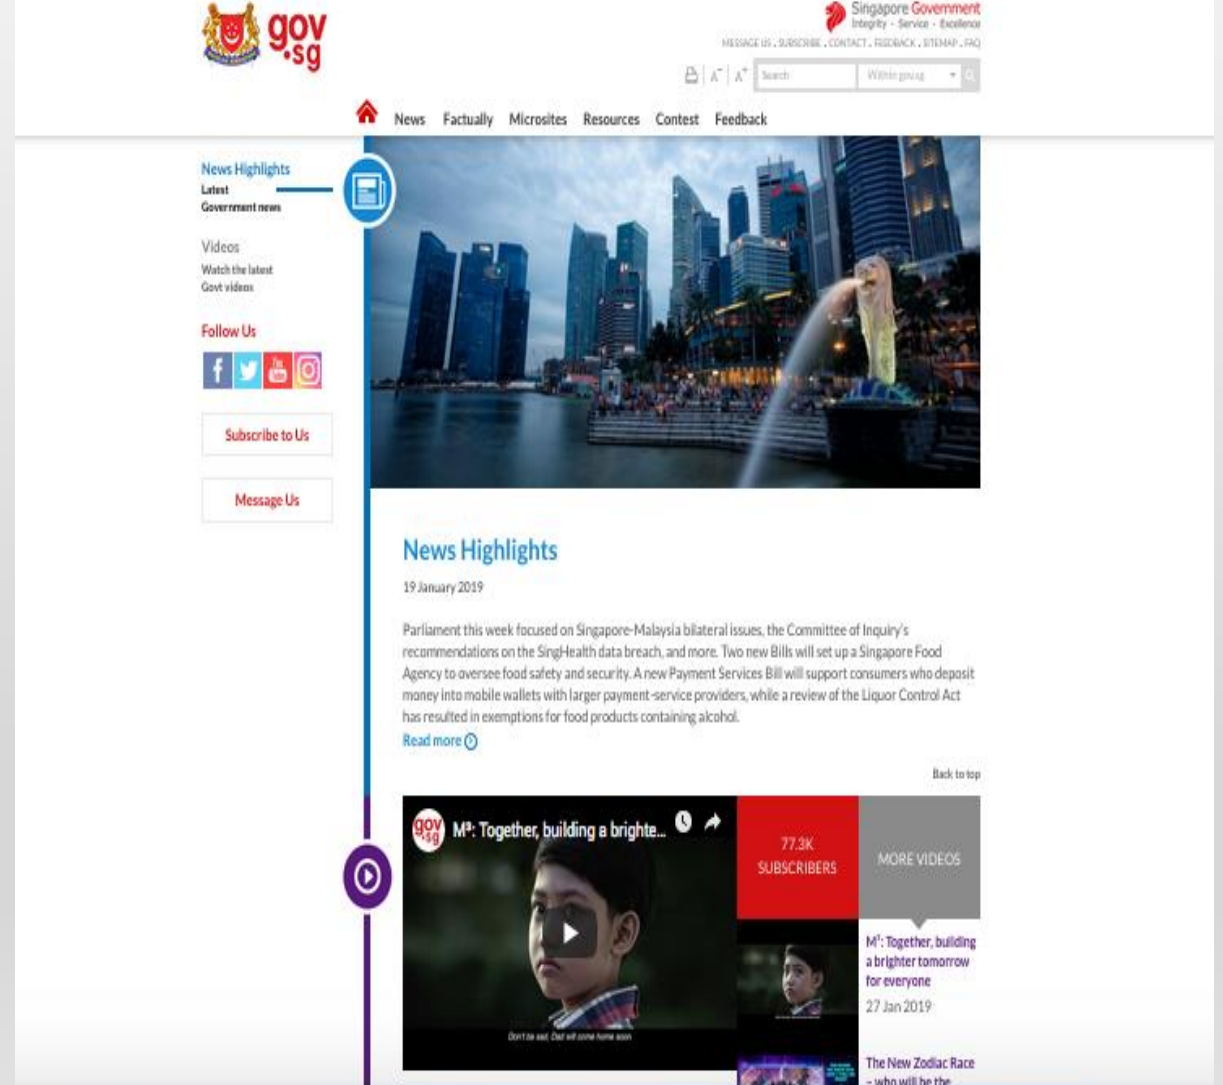 gov
.sg
Singapore Government
Integrity · Service · Excellence
MESSAGE US . SUBSCRIBE . CONTACT . FEEDBACK . SITEMAP . FAQ
A- A+ Search Within gov.sg
News Factually Microsites Resources Contest Feedback
News Highlights
Latest
Government news
Videos
Watch the latest
Govt videos
Follow Us
f You
Subscribe to Us
Message Us
News Highlights
19 January 2019
Parliament this week focused on Singapore-Malaysia bilateral issues, the Committee of Inquiry's
recommendations on the SingHealth data breach, and more. Two new Bills will set up a Singapore Food
Agency to oversee food safety and security. A new Payment Services Bill will support consumers who deposit
money into mobile wallets with larger payment-service providers, while a review of the Liquor Control Act
has resulted in exemptions for food products containing alcohol.
Read more
Back to top
gov
.sg
M³: Together, building a brighte...
Don't be sad, Dad will come home soon.
77.3K
SUBSCRIBERS
MORE VIDEOS
M³: Together, building
a brighter tomorrow
for everyone
27 Jan 2019
The New Zodiac Race
– who will be the